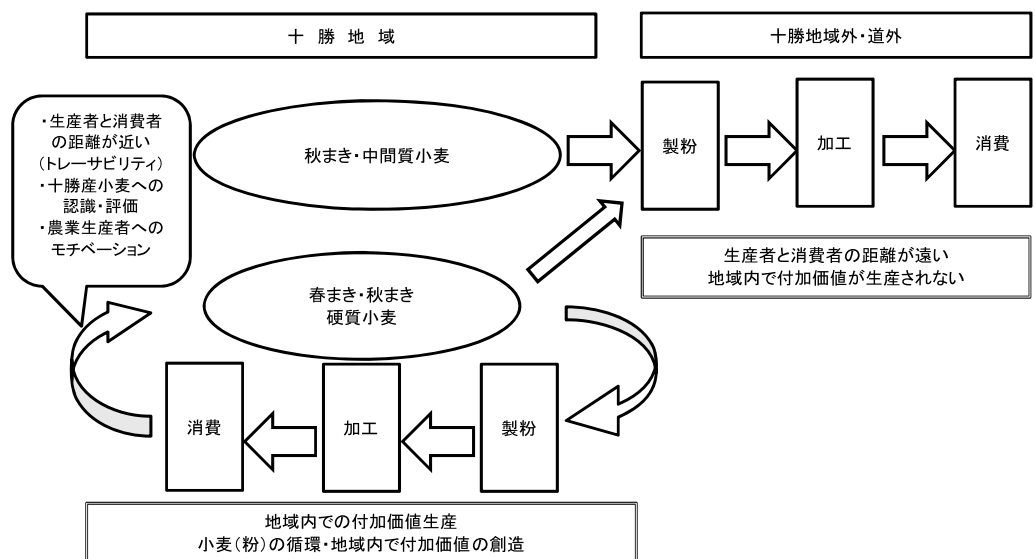 十 勝 地 域
十勝地域外・道外
・生産者と消費者
の距離が近い
(トレーサビリティ)
・十勝産小麦への
認識・評価
・農業生産者への
モチベーション
秋まき・中間質小麦
製粉
加工
消費
生産者と消費者の距離が遠い
地域内で付加価値が生産されない
春まき・秋まき
硬質小麦
消費
加工
製粉
地域内での付加価値生産
小麦(粉)の循環・地域内で付加価値の創造